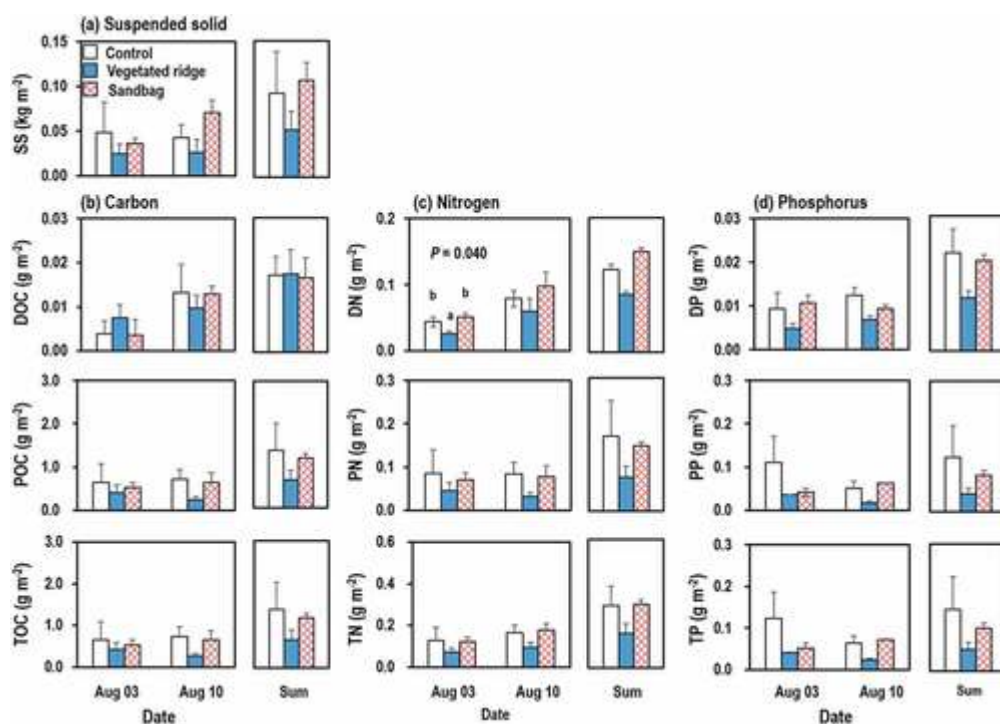 (a) Suspended solid
0.15
0.10
0.05
0.00
SS (kg m⁻²)
Control
Vegetated ridge
Sandbag
(b) Carbon
0.03
0.02
0.01
0.00
DOC (g m⁻²)
(c) Nitrogen
0.2
0.1
0.0
DN (g m⁻²)
P = 0.040
b
a
b
(d) Phosphorus
0.03
0.02
0.01
0.00
DP (g m⁻²)
3.0
2.0
1.0
0.0
POC (g m⁻²)
0.4
0.3
0.2
0.1
0.0
PN (g m⁻²)
0.3
0.2
0.1
0.0
PP (g m⁻²)
3.0
2.0
1.0
0.0
TOC (g m⁻²)
0.6
0.4
0.2
0.0
TN (g m⁻²)
0.3
0.2
0.1
0.0
TP (g m⁻²)
Aug 03 Aug 10 Sum
Date
Aug 03 Aug 10 Sum
Date
Aug 03 Aug 10 Sum
Date